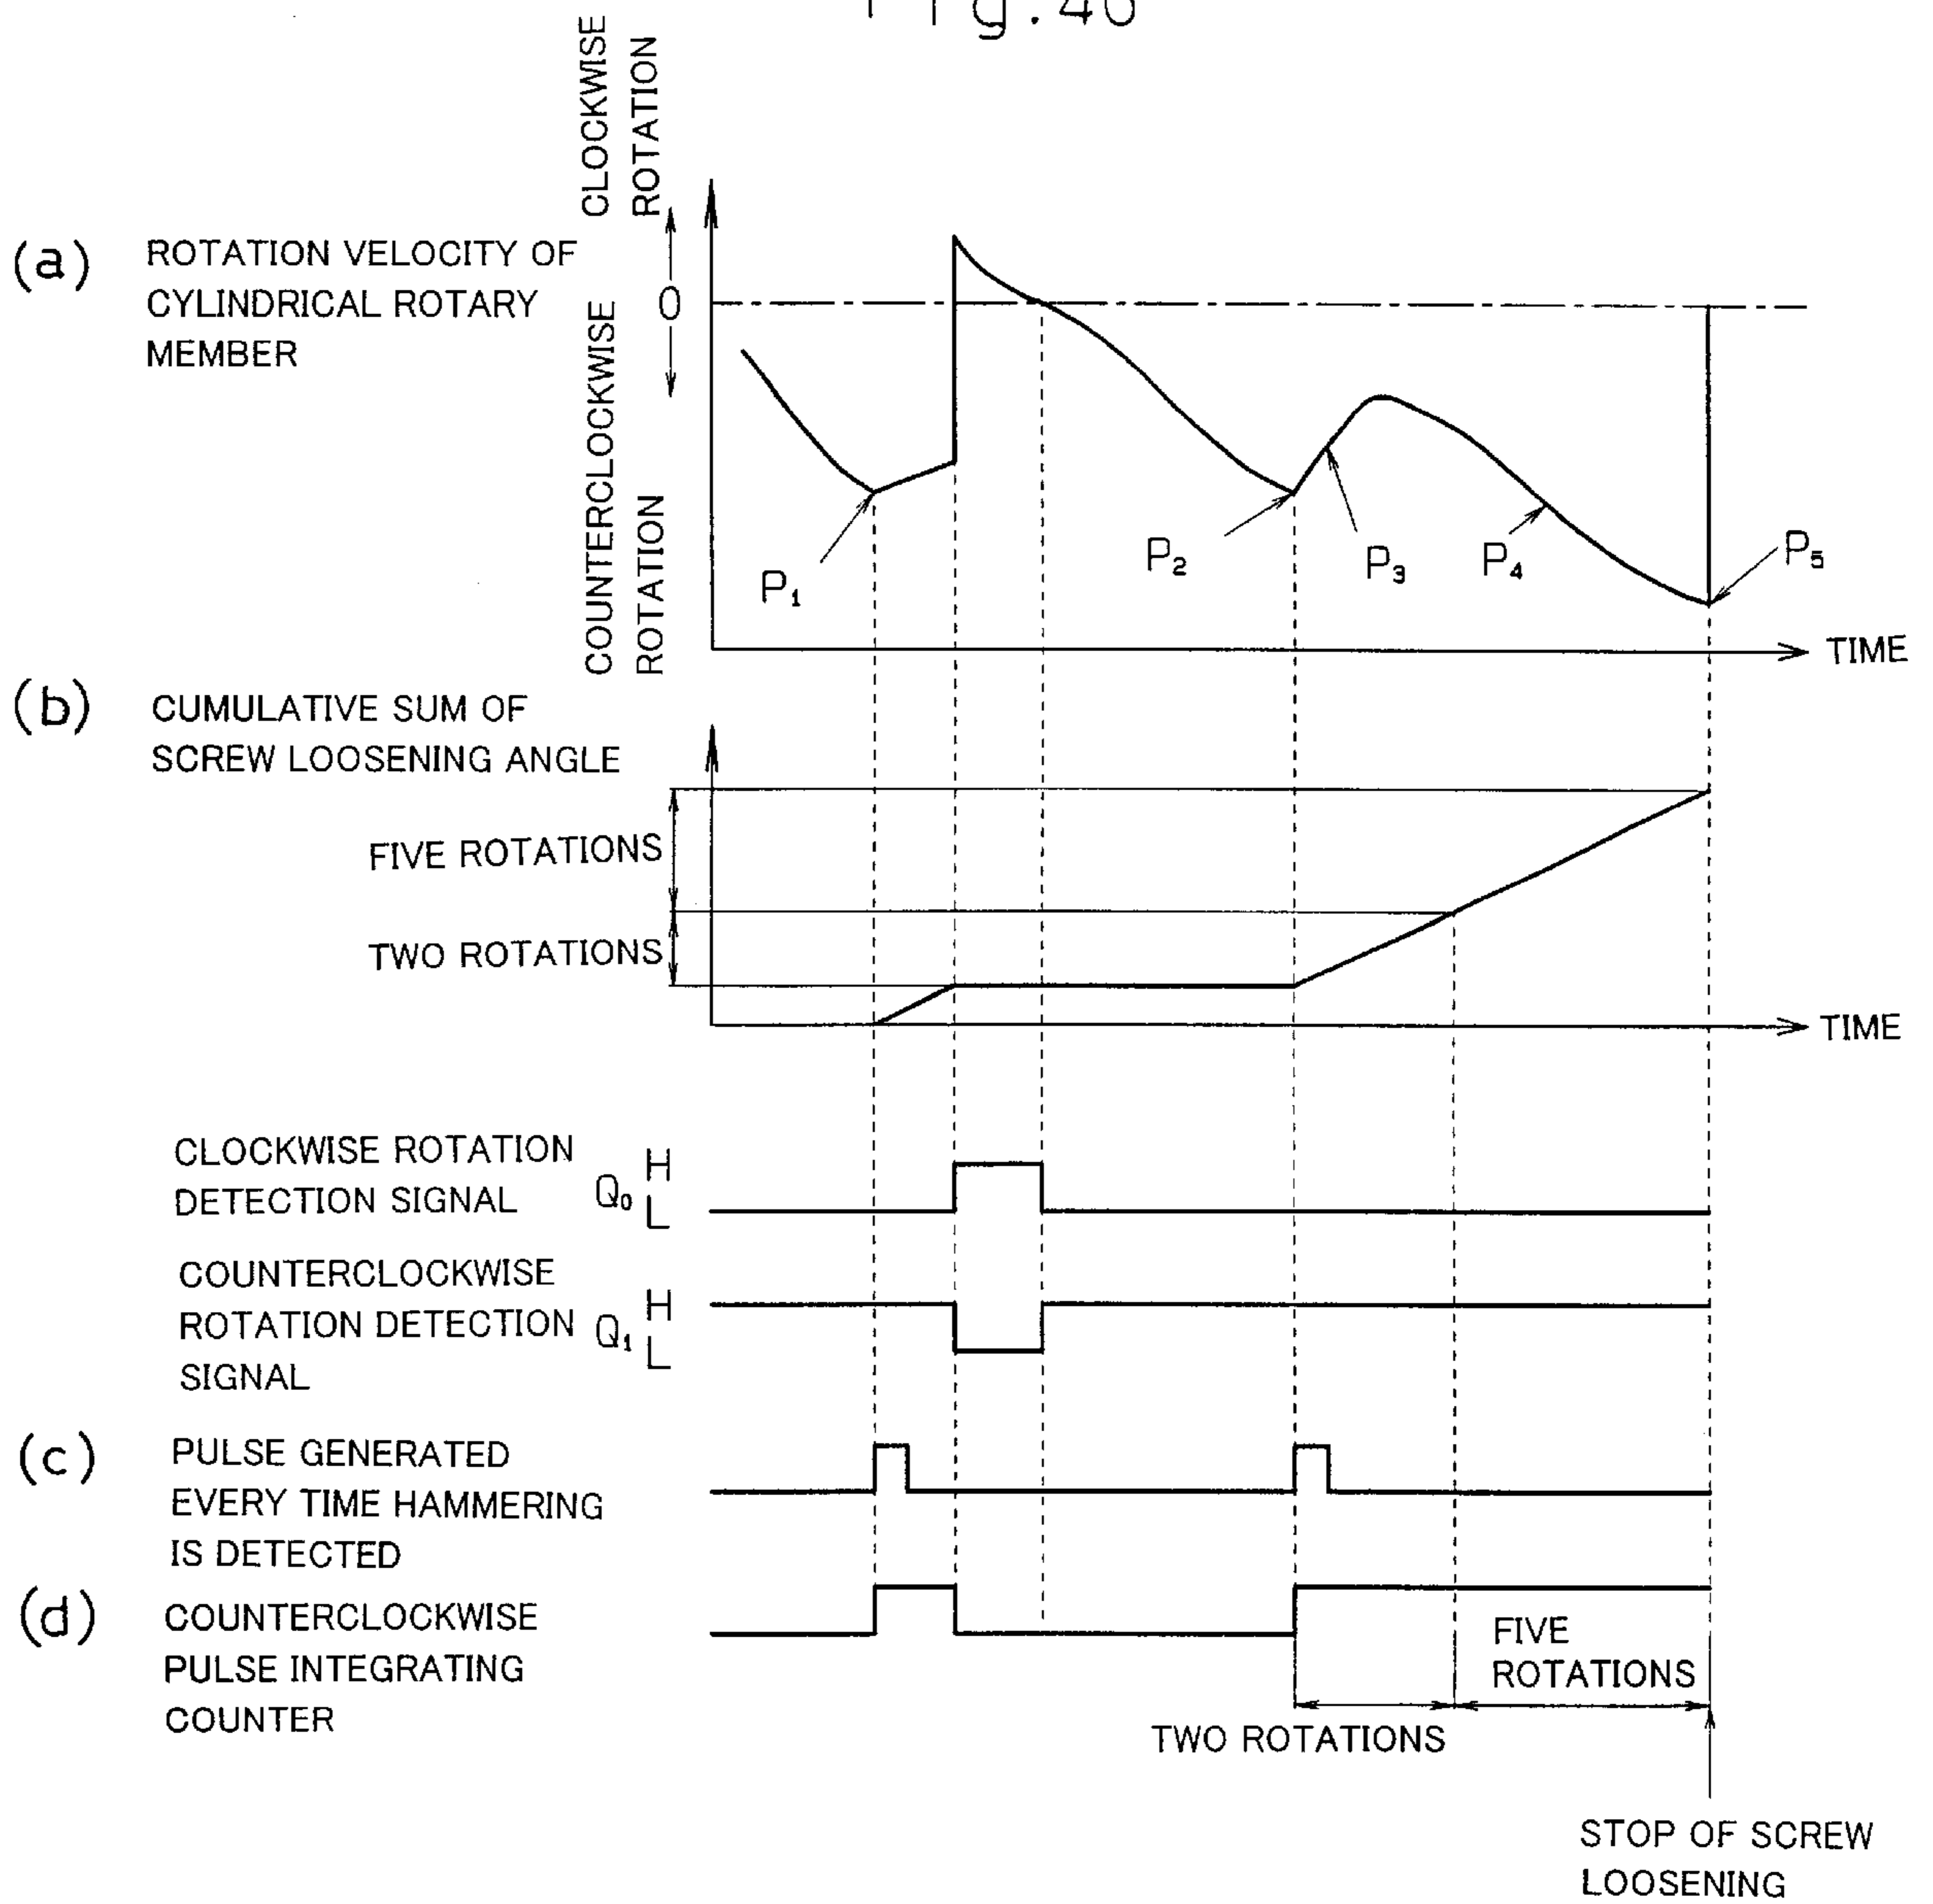 CLOCKWISE
ROTATION
COUNTERCLOCKWISE
ROTATION
(a) ROTATION VELOCITY OF
CYLINDRICAL ROTARY
MEMBER
0
P1
P2
P3
P4
P5
TIME
(b) CUMULATIVE SUM OF
SCREW LOOSENING ANGLE
FIVE ROTATIONS
TWO ROTATIONS
TIME
CLOCKWISE ROTATION
DETECTION SIGNAL
Q0 H
L
COUNTERCLOCKWISE
ROTATION DETECTION
SIGNAL
Q1 H
L
(c) PULSE GENERATED
EVERY TIME HAMMERING
IS DETECTED
(d) COUNTERCLOCKWISE
PULSE INTEGRATING
COUNTER
FIVE
ROTATIONS
TWO ROTATIONS
STOP OF SCREW
LOOSENING